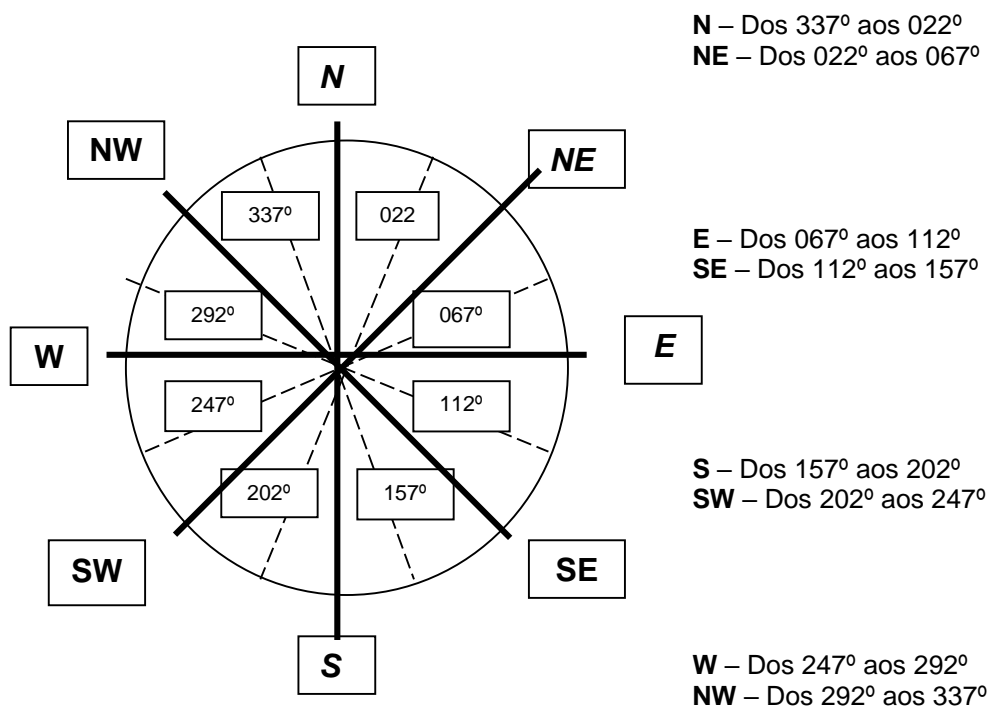 N – Dos 337º aos 022º
NE – Dos 022º aos 067º
N
NW
NE
337º
022
E – Dos 067º aos 112º
SE – Dos 112º aos 157º
292º
067º
W
E
247º
112º
S – Dos 157º aos 202º
SW – Dos 202º aos 247º
202º
157º
SW
SE
S
W – Dos 247º aos 292º
NW – Dos 292º aos 337º